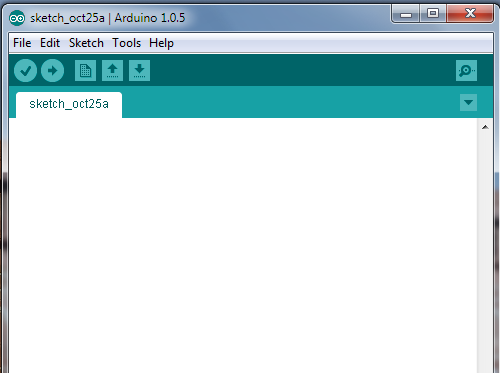 sketch_oct25a | Arduino 1.0.5
File Edit Sketch Tools Help
sketch_oct25a